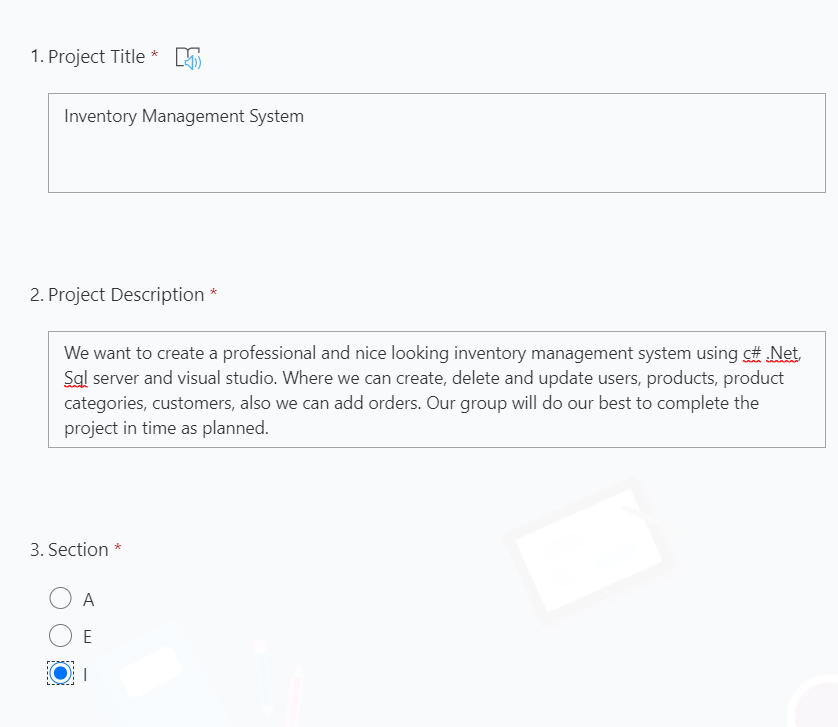 1. Project Title *
Inventory Management System
2. Project Description *
We want to create a professional and nice looking inventory management system using c# .Net,
Sql server and visual studio. Where we can create, delete and update users, products, product
categories, customers, also we can add orders. Our group will do our best to complete the
project in time as planned.
3. Section *
A
E
I